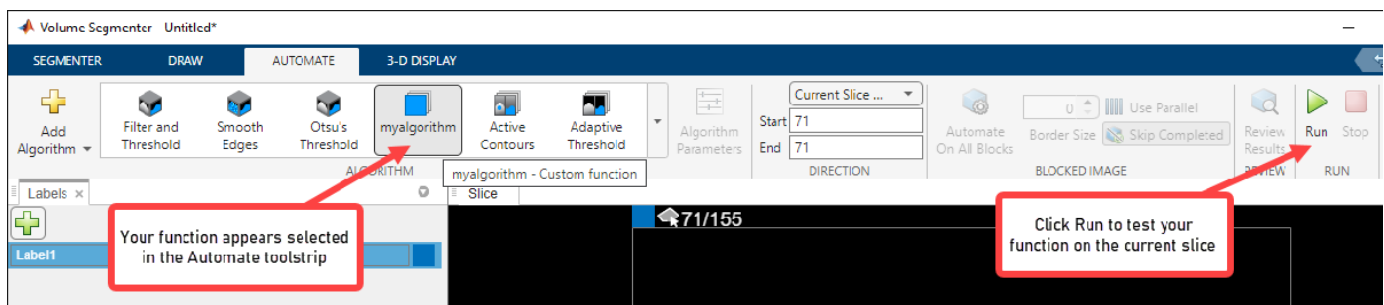 Volume Segmenter - Untitled*
SEGMENTER DRAW AUTOMATE 3-D DISPLAY
Add
Algorithm
Filter and
Threshold
Smooth
Edges
Otsu's
Threshold
myalgorithm
Active
Contours
Adaptive
Threshold
Algorithm
Parameters
Current Slice ...
Start 71
End 71
Automate
On All Blocks
0
Use Parallel
Border Size
Skip Completed
Review
Results
Run
Stop
ALGORITHM
DIRECTION
BLOCKED IMAGE
REVIEW
RUN
myalgorithm - Custom function
Labels
Slice
Label1
71/155
Your function appears selected
in the Automate toolstrip
Click Run to test your
function on the current slice